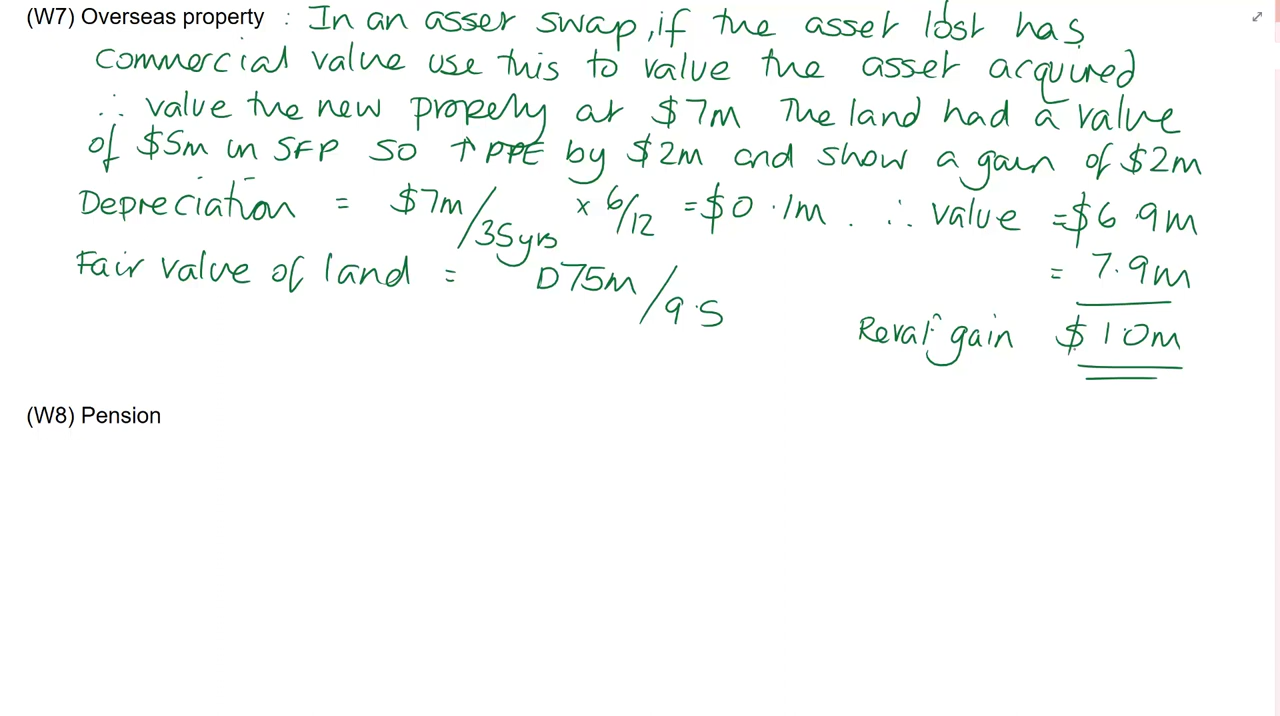 (W7) Overseas property : In an asset swap, if the asset lost has
commercial value use this to value the asset acquired
∴ value the new property at $7m The land had a value
of $5m in SFP so ↑ PPE by $2m and show a gain of $2m
Depreciation = $7m/35yrs x 6/12 = $0.1m. ∴ value = $6.9m
Fair value of land = D75m/9.5 = 7.9m
Reval^n gain $1.0m
(W8) Pension